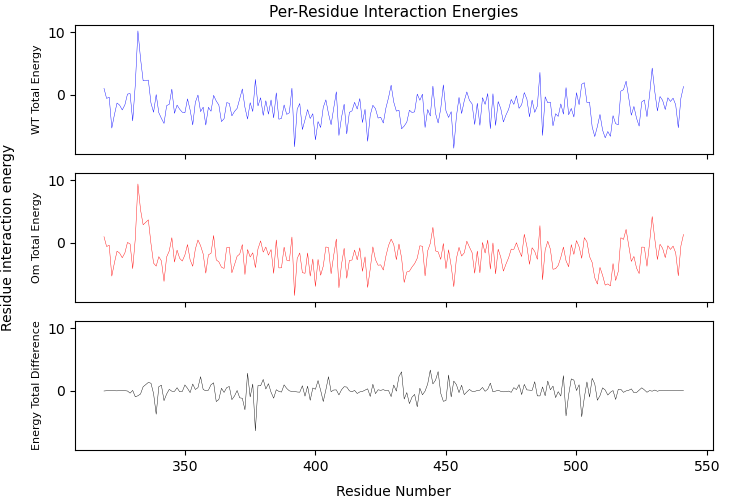 Per-Residue Interaction Energies
10
0
WT Total Energy
10
0
Om Total Energy
Residue interaction energy
10
0
Energy Total Difference
350
400
450
500
550
Residue Number